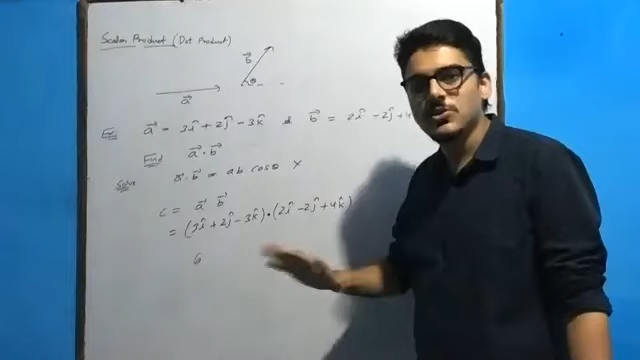 Scalar Product (Dot Product)
b⃗
θ
a⃗
Ex: a⃗ = 3î + 2ĵ - 3k̂ & b⃗ = 2î - 2ĵ + 4
Find a⃗ · b⃗
Solve a⃗ · b⃗ = ab cosθ ×
C = a⃗ b⃗
= (3î + 2ĵ - 3k̂) • (2î - 2ĵ + 4k̂)
6